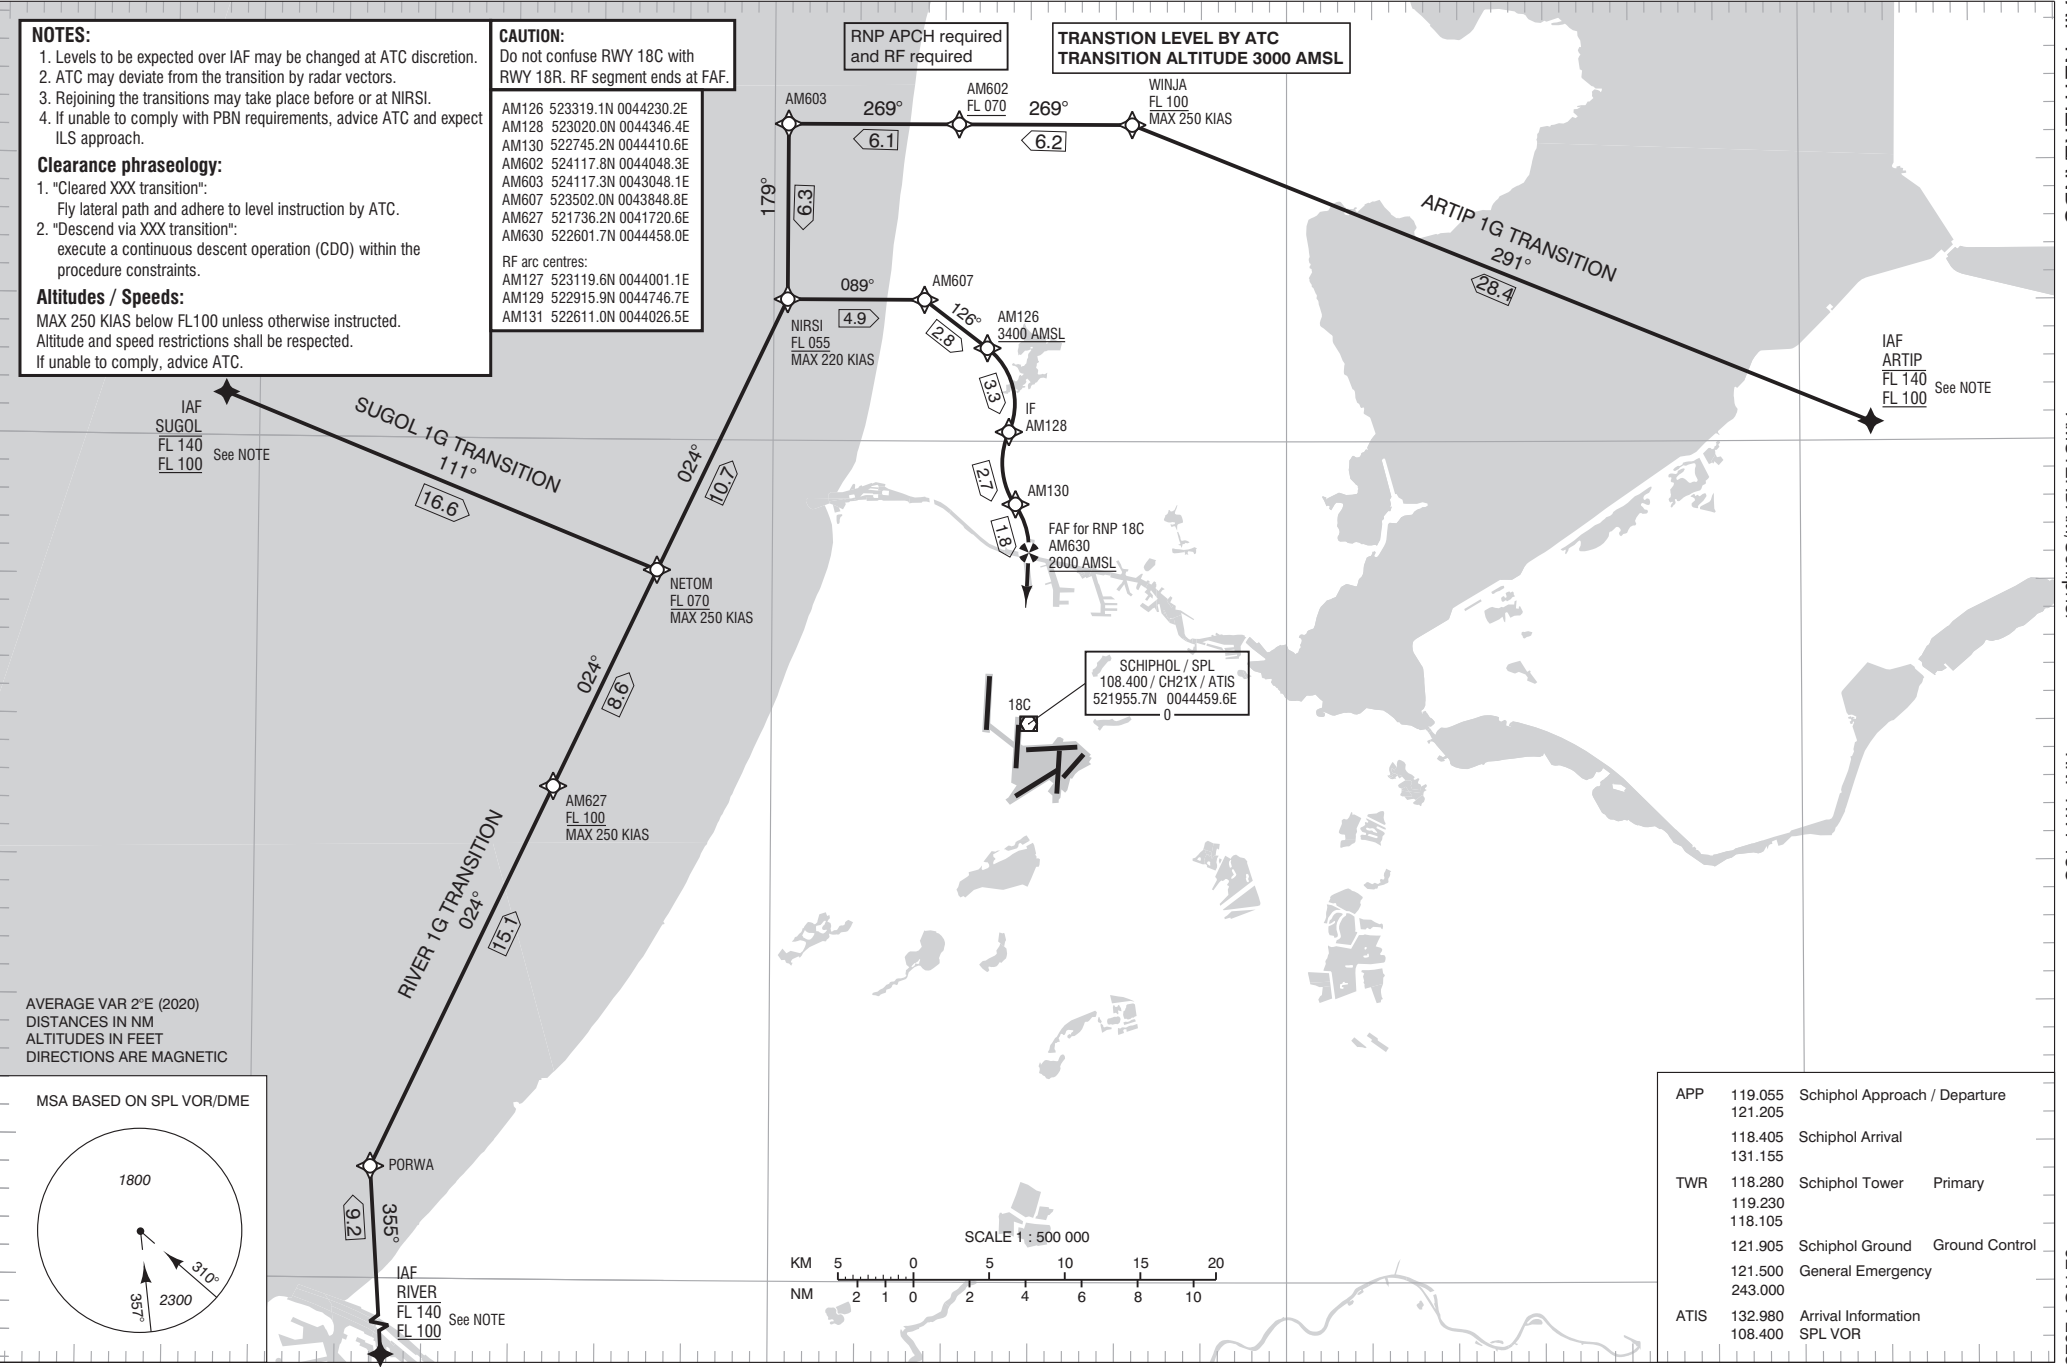 NOTES:
1. Levels to be expected over IAF may be changed at ATC discretion.
2. ATC may deviate from the transition by radar vectors.
3. Rejoining the transitions may take place before or at NIRSI.
4. If unable to comply with PBN requirements, advice ATC and expect
ILS approach.
Clearance phraseology:
1. "Cleared XXX transition":
Fly lateral path and adhere to level instruction by ATC.
2. "Descend via XXX transition":
execute a continuous descent operation (CDO) within the
procedure constraints.
Altitudes / Speeds:
MAX 250 KIAS below FL100 unless otherwise instructed.
Altitude and speed restrictions shall be respected.
If unable to comply, advice ATC.
CAUTION:
Do not confuse RWY 18C with
RWY 18R. RF segment ends at FAF.
AM126 523319.1N 0044230.2E
AM128 523020.0N 0044346.4E
AM130 522745.2N 0044410.6E
AM602 524117.8N 0044048.3E
AM603 524117.3N 0043048.1E
AM607 523502.0N 0043848.8E
AM627 521736.2N 0041720.6E
AM630 522601.7N 0044458.0E
RF arc centres:
AM127 523119.6N 0044001.1E
AM129 522915.9N 0044746.7E
AM131 522611.0N 0044026.5E
RNP APCH required
and RF required
TRANSTION LEVEL BY ATC
TRANSITION ALTITUDE 3000 AMSL
AM603
269°
6.1
AM602
FL 070
269°
6.2
WINJA
FL 100
MAX 250 KIAS
179°
6.3
ARTIP 1G TRANSITION
291°
28.4
IAF
ARTIP
FL 140
FL 100
See NOTE
089°
4.9
NIRSI
FL 055
MAX 220 KIAS
AM607
126°
2.8
AM126
3400 AMSL
3.3
IF
AM128
2.7
AM130
1.8
FAF for RNP 18C
AM630
2000 AMSL
IAF
SUGOL
FL 140
FL 100
See NOTE
SUGOL 1G TRANSITION
111°
16.6
024°
10.7
NETOM
FL 070
MAX 250 KIAS
024°
8.6
SCHIPHOL / SPL
108.400 / CH21X / ATIS
521955.7N 0044459.6E
0
18C
AM627
FL 100
MAX 250 KIAS
RIVER 1G TRANSITION
024°
15.1
AVERAGE VAR 2°E (2020)
DISTANCES IN NM
ALTITUDES IN FEET
DIRECTIONS ARE MAGNETIC
MSA BASED ON SPL VOR/DME
1800
310°
357°
2300
PORWA
9.2
355°
IAF
RIVER
FL 140
FL 100
See NOTE
SCALE 1 : 500 000
KM 5 0 5 10 15 20
NM 2 1 0 2 4 6 8 10
APP 119.055 Schiphol Approach / Departure
121.205
118.405 Schiphol Arrival
131.155
TWR 118.280 Schiphol Tower Primary
119.230
118.105
121.905 Schiphol Ground Ground Control
121.500 General Emergency
243.000
ATIS 132.980 Arrival Information
108.400 SPL VOR